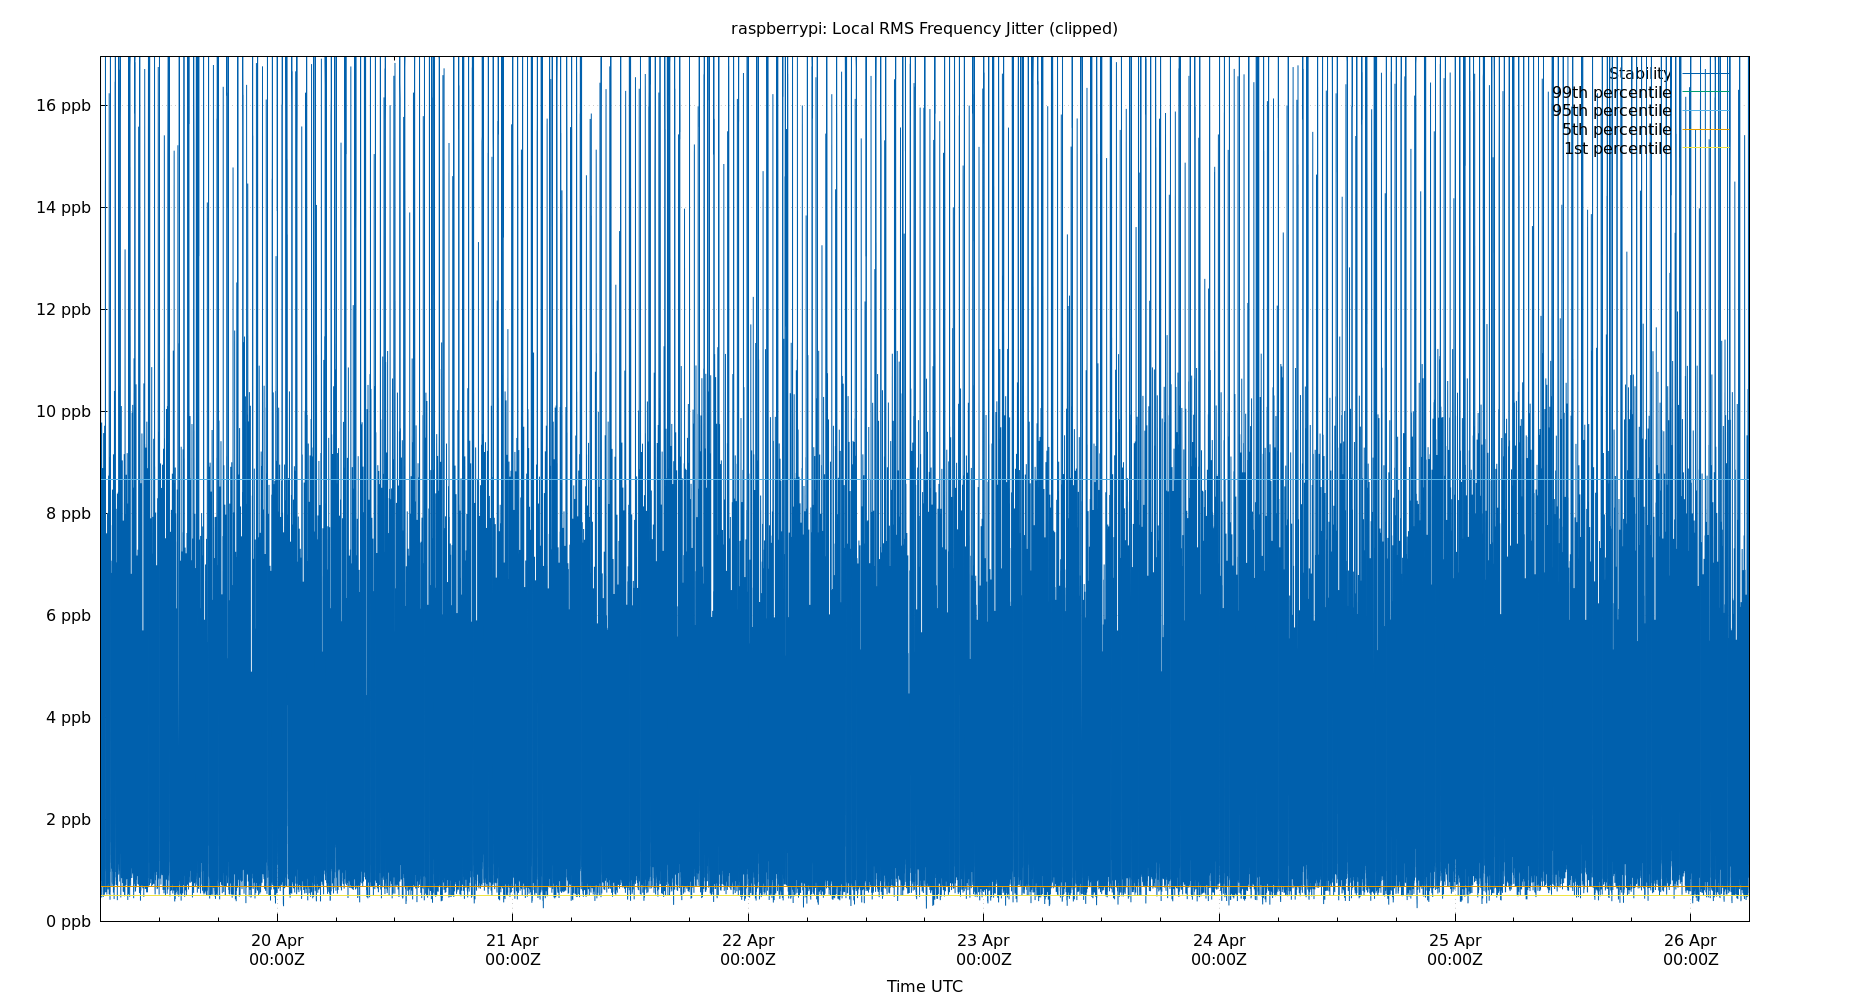 raspberrypi: Local RMS Frequency Jitter (clipped)
Stability
99th percentile
95th percentile
5th percentile
1st percentile
16 ppb
14 ppb
12 ppb
10 ppb
8 ppb
6 ppb
4 ppb
2 ppb
0 ppb
20 Apr 21 Apr 22 Apr 23 Apr 24 Apr 25 Apr 26 Apr
00:00Z 00:00Z 00:00Z 00:00Z 00:00Z 00:00Z 00:00Z
Time UTC